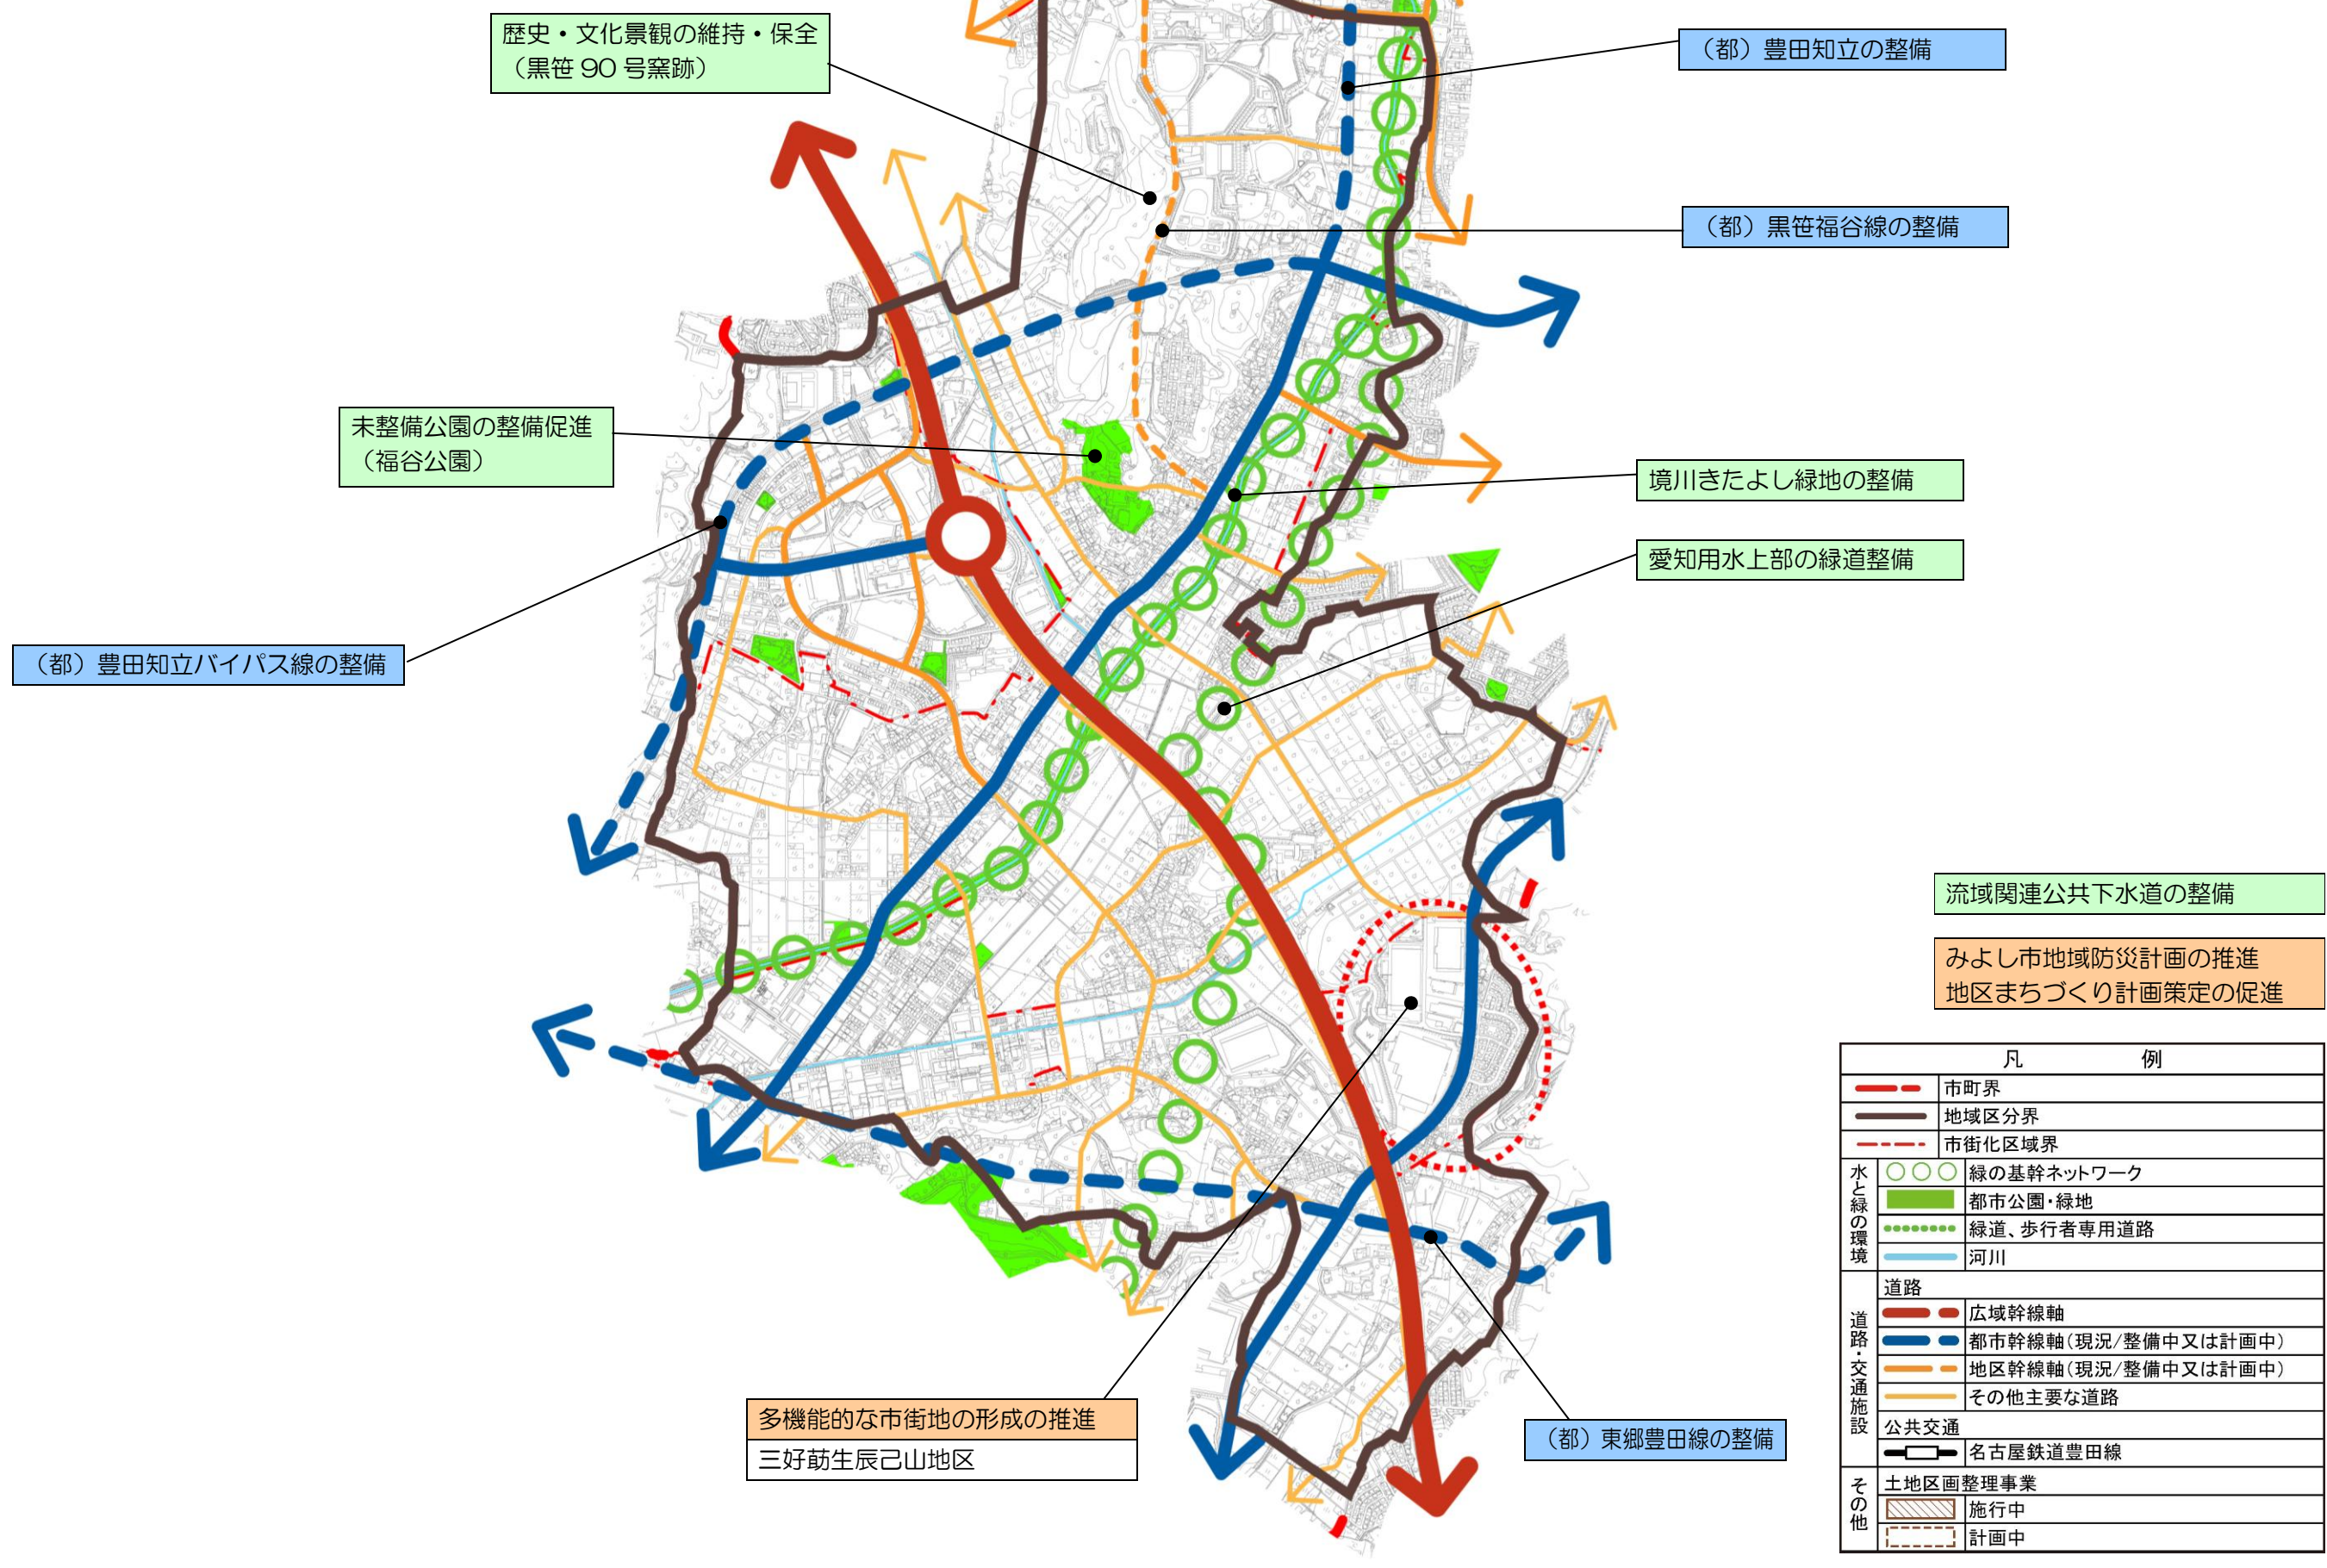 歴史・文化景観の維持・保全
（黒笹 90 号窯跡）
（都）豊田知立の整備
（都）黒笹福谷線の整備
未整備公園の整備促進
（福谷公園）
境川きたよし緑地の整備
愛知用水上部の緑道整備
（都）豊田知立バイパス線の整備
流域関連公共下水道の整備
みよし市地域防災計画の推進
地区まちづくり計画策定の促進
多機能的な市街地の形成の推進
三好莇生辰己山地区
（都）東郷豊田線の整備
凡　例
市町界
地域区分界
市街化区域界
水と緑の環境
緑の基幹ネットワーク
都市公園・緑地
緑道、歩行者専用道路
河川
道路・交通施設
道路
広域幹線軸
都市幹線軸（現況/整備中又は計画中）
地区幹線軸（現況/整備中又は計画中）
その他主要な道路
公共交通
名古屋鉄道豊田線
その他
土地区画整理事業
施行中
計画中